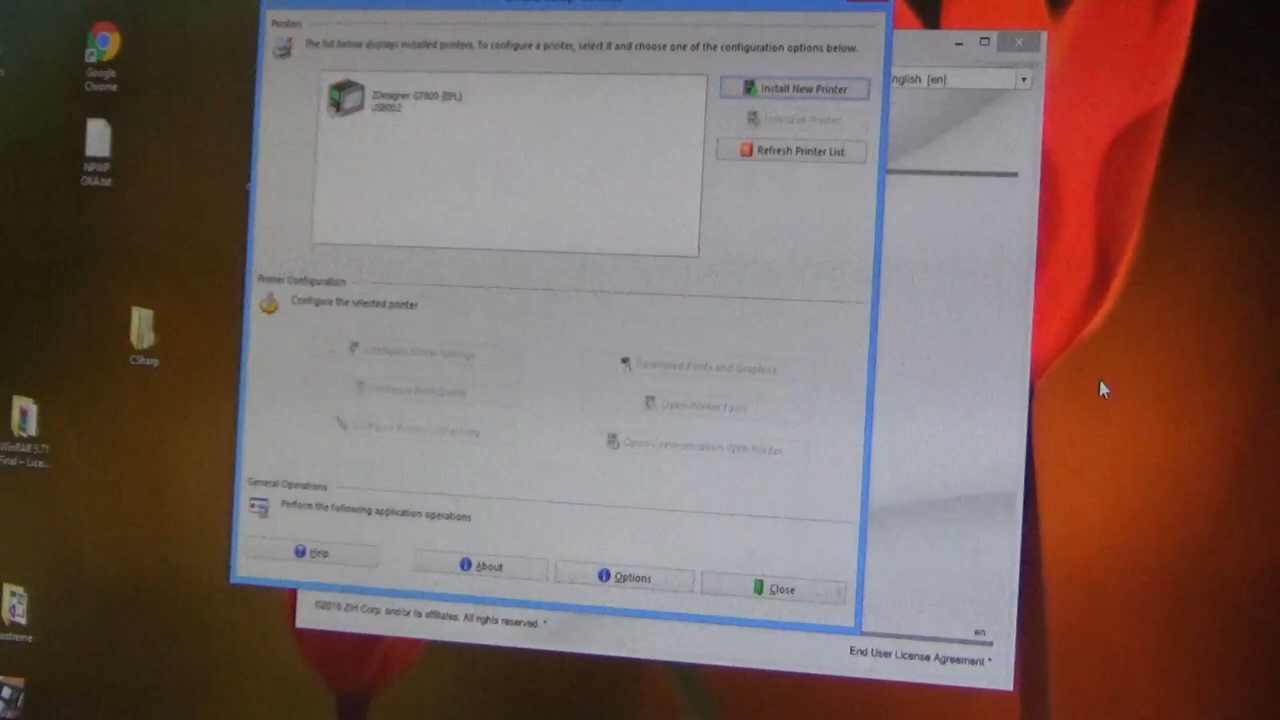 Printers
The list below displays installed printers. To configure a printer, select it and choose one of the configuration options below.
ZDesigner GT800 (EPL)
USB002
Install New Printer
Uninstall Printer
Refresh Printer List
nglish [en]
Printer Configuration
Configure the selected printer
Configure Printer Settings
Download Fonts and Graphics
Configure Print Quality
Open Printer Tools
Configure Printer Connectivity
Open Communication With Printer
General Operations
Perform the following application operations
Help
About
Options
Close
©2016 ZIH Corp. and/or its affiliates. All rights reserved. *
en
End User License Agreement *
Google
Chrome
NPWP
OKA.txt
CSharp
WinRAR 5.71
Final - Lice...